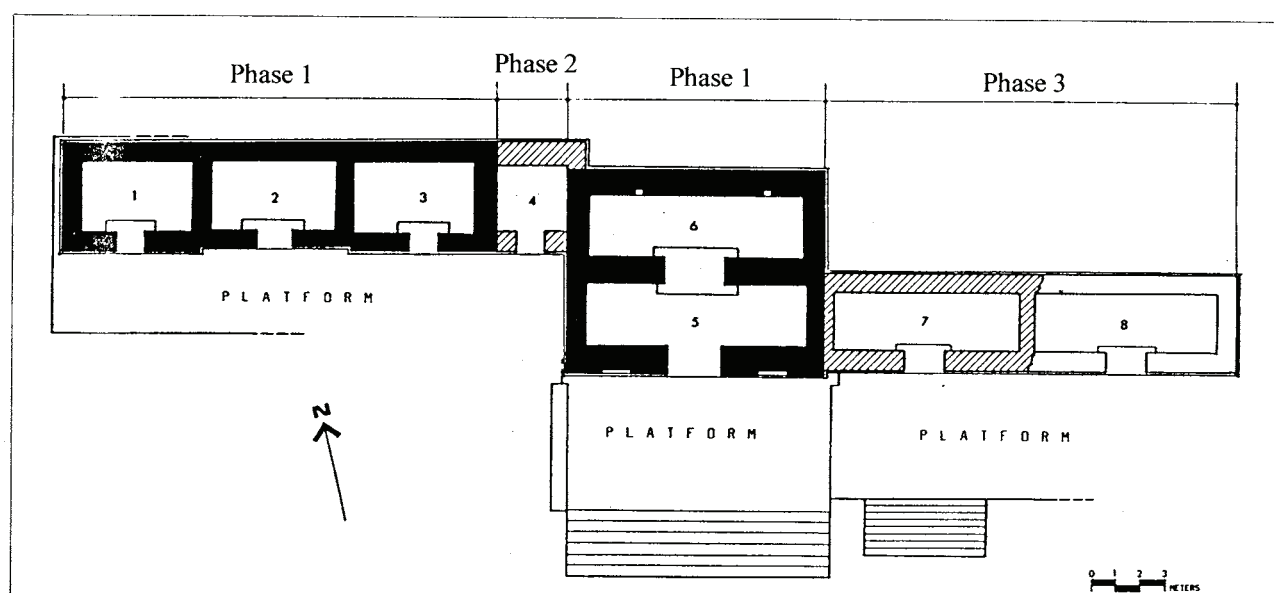 Phase 1
Phase 2
Phase 1
Phase 3
1
2
3
4
6
5
7
8
PLATFORM
PLATFORM
PLATFORM
N
0 1 2 3
METERS